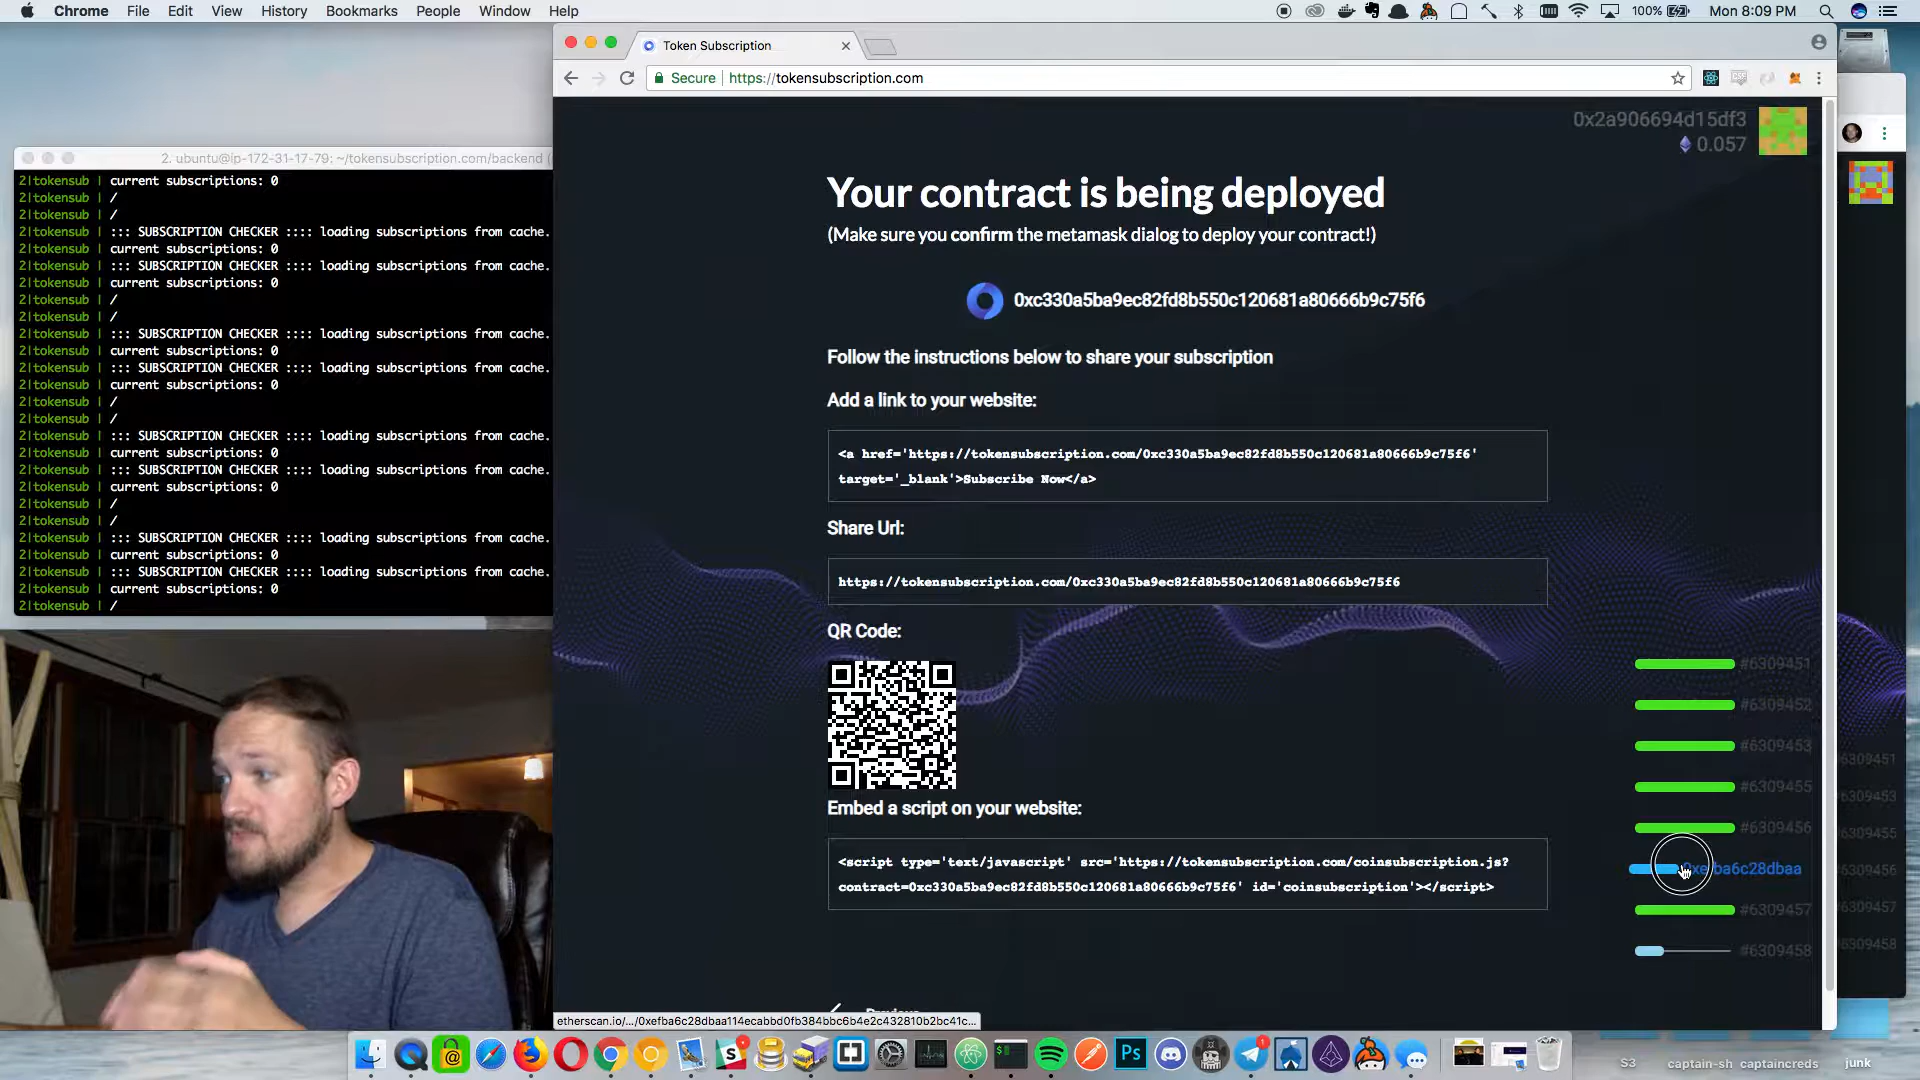 Chrome File Edit View History Bookmarks People Window Help
100% Mon 8:09 PM
Token Subscription
Secure https://tokensubscription.com
2. ubuntu@ip-172-31-17-79: ~/tokensubscription.com/backend
2|tokensub | current subscriptions: 0
2|tokensub | /
2|tokensub | /
2|tokensub | ::: SUBSCRIPTION CHECKER :::: loading subscriptions from cache.
2|tokensub | current subscriptions: 0
2|tokensub | ::: SUBSCRIPTION CHECKER :::: loading subscriptions from cache.
2|tokensub | current subscriptions: 0
2|tokensub | /
2|tokensub | /
2|tokensub | ::: SUBSCRIPTION CHECKER :::: loading subscriptions from cache.
2|tokensub | current subscriptions: 0
2|tokensub | ::: SUBSCRIPTION CHECKER :::: loading subscriptions from cache.
2|tokensub | current subscriptions: 0
2|tokensub | /
2|tokensub | /
2|tokensub | ::: SUBSCRIPTION CHECKER :::: loading subscriptions from cache.
2|tokensub | current subscriptions: 0
2|tokensub | ::: SUBSCRIPTION CHECKER :::: loading subscriptions from cache.
2|tokensub | current subscriptions: 0
2|tokensub | /
2|tokensub | /
2|tokensub | ::: SUBSCRIPTION CHECKER :::: loading subscriptions from cache.
2|tokensub | current subscriptions: 0
2|tokensub | ::: SUBSCRIPTION CHECKER :::: loading subscriptions from cache.
2|tokensub | current subscriptions: 0
2|tokensub | /
0x2a906694d15df3
0.057
Your contract is being deployed
(Make sure you confirm the metamask dialog to deploy your contract!)
0xc330a5ba9ec82fd8b550c120681a80666b9c75f6
Follow the instructions below to share your subscription
Add a link to your website:
<a href='https://tokensubscription.com/0xc330a5ba9ec82fd8b550c120681a80666b9c75f6'
target='_blank'>Subscribe Now</a>
Share Url:
https://tokensubscription.com/0xc330a5ba9ec82fd8b550c120681a80666b9c75f6
QR Code:
Embed a script on your website:
<script type='text/javascript' src='https://tokensubscription.com/coinsubscription.js?
contract=0xc330a5ba9ec82fd8b550c120681a80666b9c75f6' id='coinsubscription'></script>
#6309451
#6309452
#6309453
#6309455
#6309456
0xefba6c28dbaa
#6309457
#6309458
#6309451
#6309453
#6309455
#6309456
#6309457
#6309458
etherscan.io/.../0xefba6c28dbaa114ecabbd0fb384bbc6b4e2c432810b2bc41c...
S3 captain-sh captaincreds junk